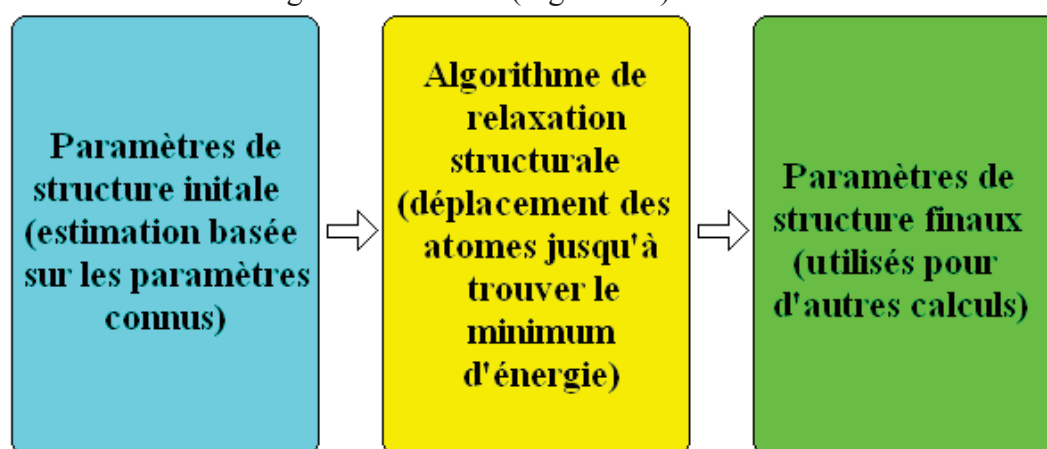 Paramètres de
structure initale
(estimation basée
sur les paramètres
connus)
Algorithme de
relaxation
structurale
(déplacement des
atomes jusqu'à
trouver le
minimum
d'énergie)
Paramètres de
structure finaux
(utilisés pour
d'autres calculs)